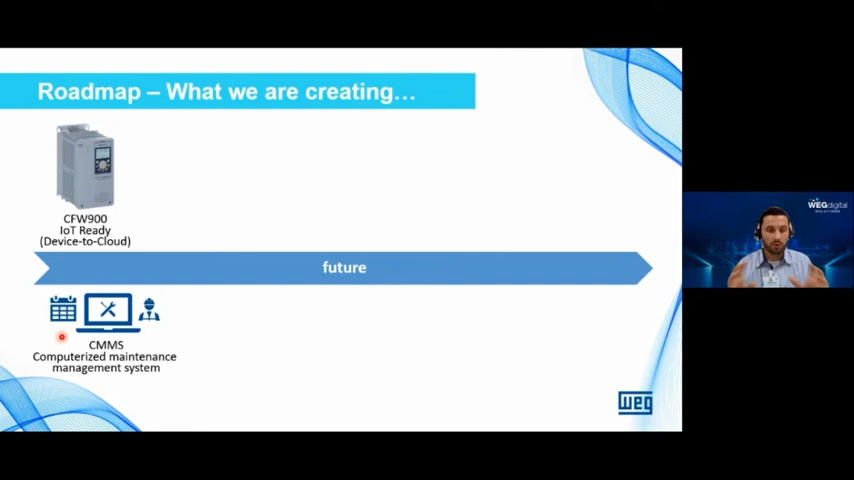 Roadmap – What we are creating…
CFW900
IoT Ready
(Device-to-Cloud)
future
CMMS
Computerized maintenance
management system
weg
WEGdigital
SOLUTIONS